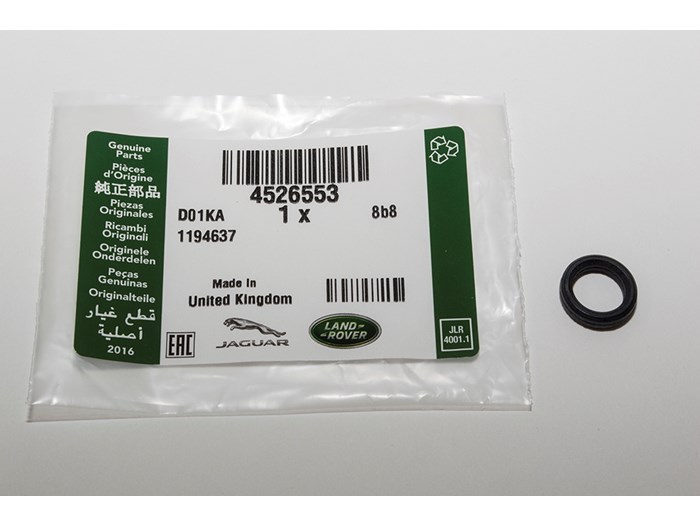 Genuine
Parts
Pièces
d'Origine
純正部品
Piezas
Originales
Ricambi
Originali
Originele
Onderdelen
Peças
Genuinas
Originalteile
قطع غيار
أصلية
2016
4526553
1 x
D01KA
8b8
1194637
Made In
United Kingdom
EAC
JAGUAR
LAND
ROVER
JLR
4001.1